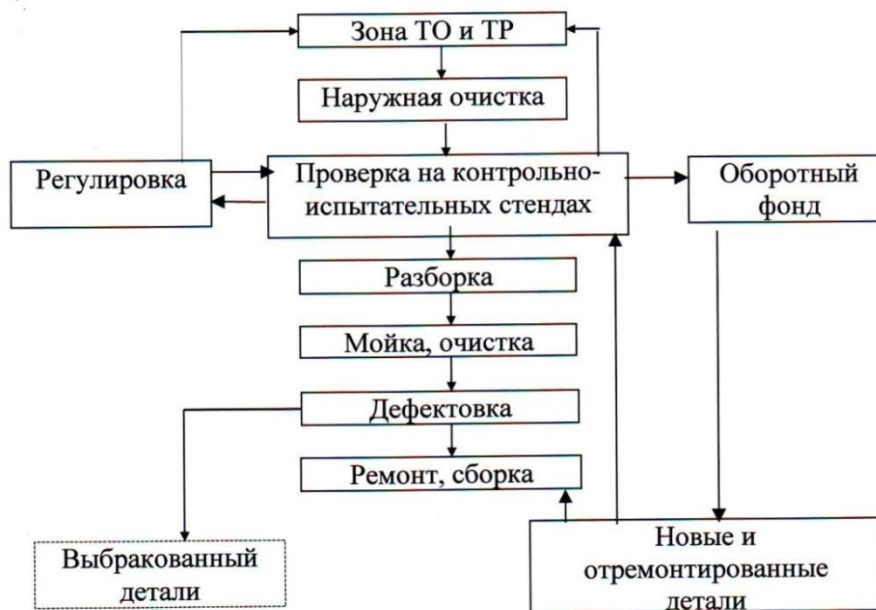 Зона ТО и ТР
Наружная очистка
Регулировка
Проверка на контрольно-
испытательных стендах
Оборотный
фонд
Разборка
Мойка, очистка
Дефектовка
Ремонт, сборка
Выбракованный
детали
Новые и
отремонтированные
детали